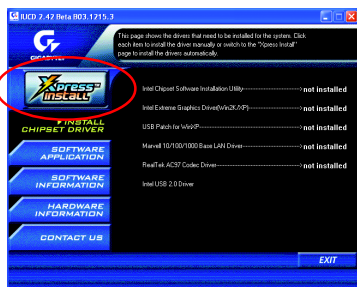 IUCD 2.42 Beta B03.1215.3
GIGABYTE
This page shows the drivers that need to be installed for the system. Click
each item to install the driver manually or switch to the "Xpress Install"
page to install the drivers automatically.
Xpress™
Install
INSTALL
CHIPSET DRIVER
SOFTWARE
APPLICATION
SOFTWARE
INFORMATION
HARDWARE
INFORMATION
CONTACT US
Intel Chipset Software Installation Utility-------->not installed
Intel Extreme Graphics Driver(Win2K/XP)-------->not installed
USB Patch for WinXP-------->not installed
Marvell 10/100/1000 Base LAN Driver-------->not installed
RealTek AC97 Codec Driver-------->not installed
Intel USB 2.0 Driver
EXIT